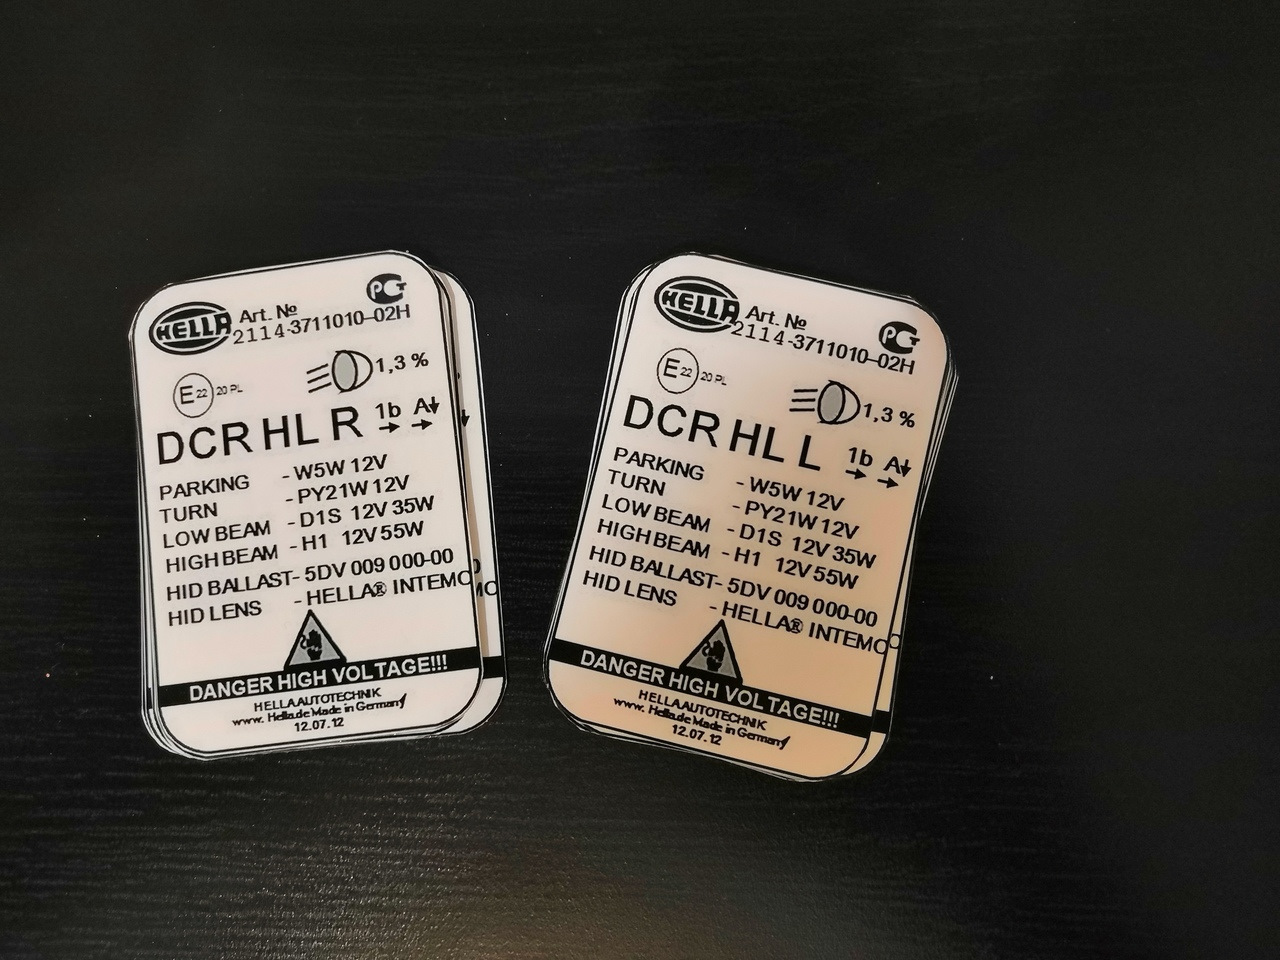 HELLA
Art. №
2114-3711010-02H
РСТ
E22 20 PL
1,3 %
DCR HL R 1b A
PARKING - W5W 12V
TURN - PY21W 12V
LOW BEAM - D1S 12V 35W
HIGH BEAM - H1 12V 55W
HID BALLAST- 5DV 009 000-00
HID LENS - HELLA® INTEMO
DANGER HIGH VOLTAGE!!!
HELLA AUTOTECHNIK
www. Hella.de Made in Germany
12.07.12
HELLA
Art. №
2114-3711010-02H
РСТ
E22 20 PL
1,3 %
DCR HL L 1b A
PARKING - W5W 12V
TURN - PY21W 12V
LOW BEAM - D1S 12V 35W
HIGH BEAM - H1 12V 55W
HID BALLAST- 5DV 009 000-00
HID LENS - HELLA® INTEMO
DANGER HIGH VOLTAGE!!!
HELLA AUTOTECHNIK
www. Hella.de Made in Germany
12.07.12